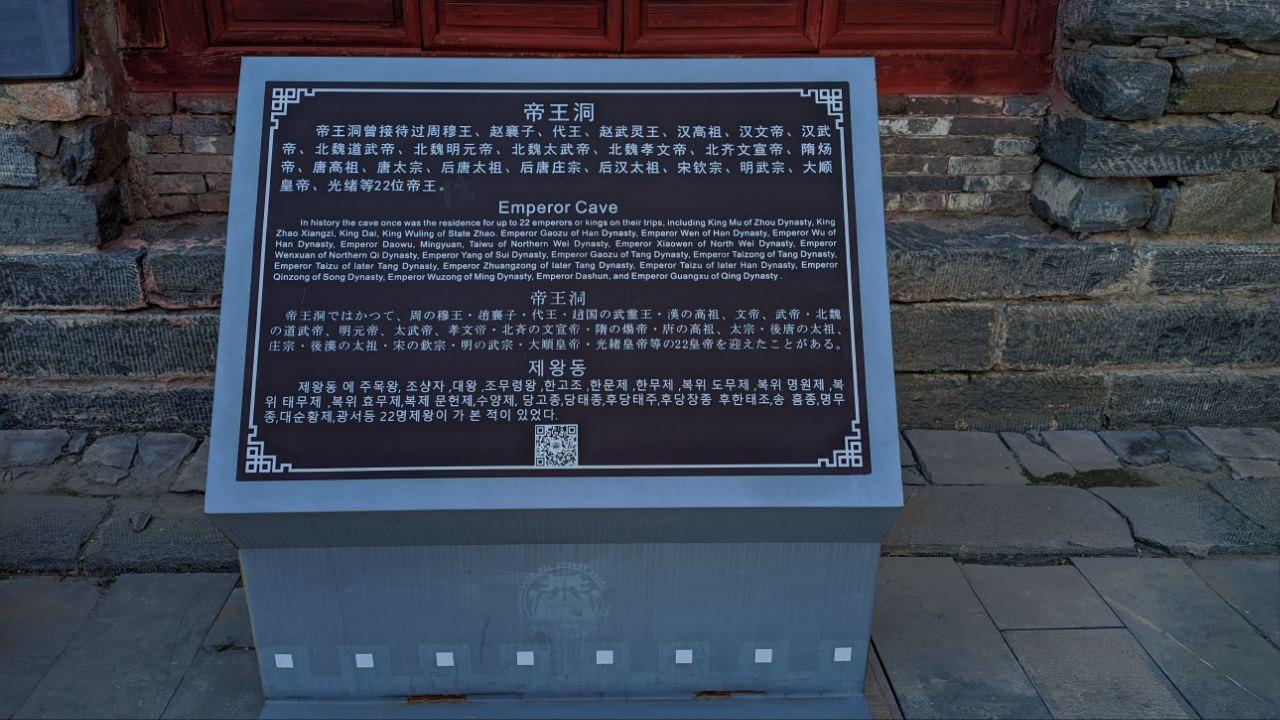 帝王洞
帝王洞曾接待过周穆王、赵襄子、代王、赵武灵王、汉高祖、汉文帝、汉武
帝、北魏道武帝、北魏明元帝、北魏太武帝、北魏孝文帝、北齐文宣帝、隋炀
帝、唐高祖、唐太宗、后唐太祖、后唐庄宗、后汉太祖、宋钦宗、明武宗、大顺
皇帝、光绪等22位帝王。
Emperor Cave
In history the cave once was the residence for up to 22 emperors or kings on their trips, including King Mu of Zhou Dynasty, King
Zhao Xiangzi, King Dai, King Wuling of State Zhao. Emperor Gaozu of Han Dynasty, Emperor Wen of Han Dynasty, Emperor Wu of
Han Dynasty, Emperor Daowu, Mingyuan, Taiwu of Northern Wei Dynasty, Emperor Xiaowen of North Wei Dynasty, Emperor
Wenxuan of Northern Qi Dynasty, Emperor Yang of Sui Dynasty, Emperor Gaozu of Tang Dynasty, Emperor Taizong of Tang Dynasty,
Emperor Taizu of later Tang Dynasty, Emperor Zhuangzong of later Tang Dynasty, Emperor Taizu of later Han Dynasty, Emperor
Qinzong of Song Dynasty, Emperor Wuzong of Ming Dynasty, Emperor Dashun, and Emperor Guangxu of Qing Dynasty .
帝王洞
帝王洞ではかつて、周の穆王・趙襄子・代王・趙国の武霊王・漢の高祖、文帝、武帝・北魏
の道武帝、明元帝、太武帝、孝文帝・北斉の文宣帝・隋の煬帝・唐の高祖、太宗・後唐の太祖、
庄宗・後漢の太祖・宋の欽宗・明の武宗・大順皇帝・光緒皇帝等の22皇帝を迎えたことがある。
제왕동
제왕동 에 주목왕, 조샹자 ,대왕 ,조무령왕 ,한고조 ,한문제 ,한무제 ,복위 도무제 ,복위 명원제 ,복
위 태무제 ,복위 효무제,복제 문헌제,수양제, 당고종,당태종,후당태주,후당장종 후한태조,송 흠종,명무
종,대순황제,광서등 22명제왕이 가 본 적이 있었다.